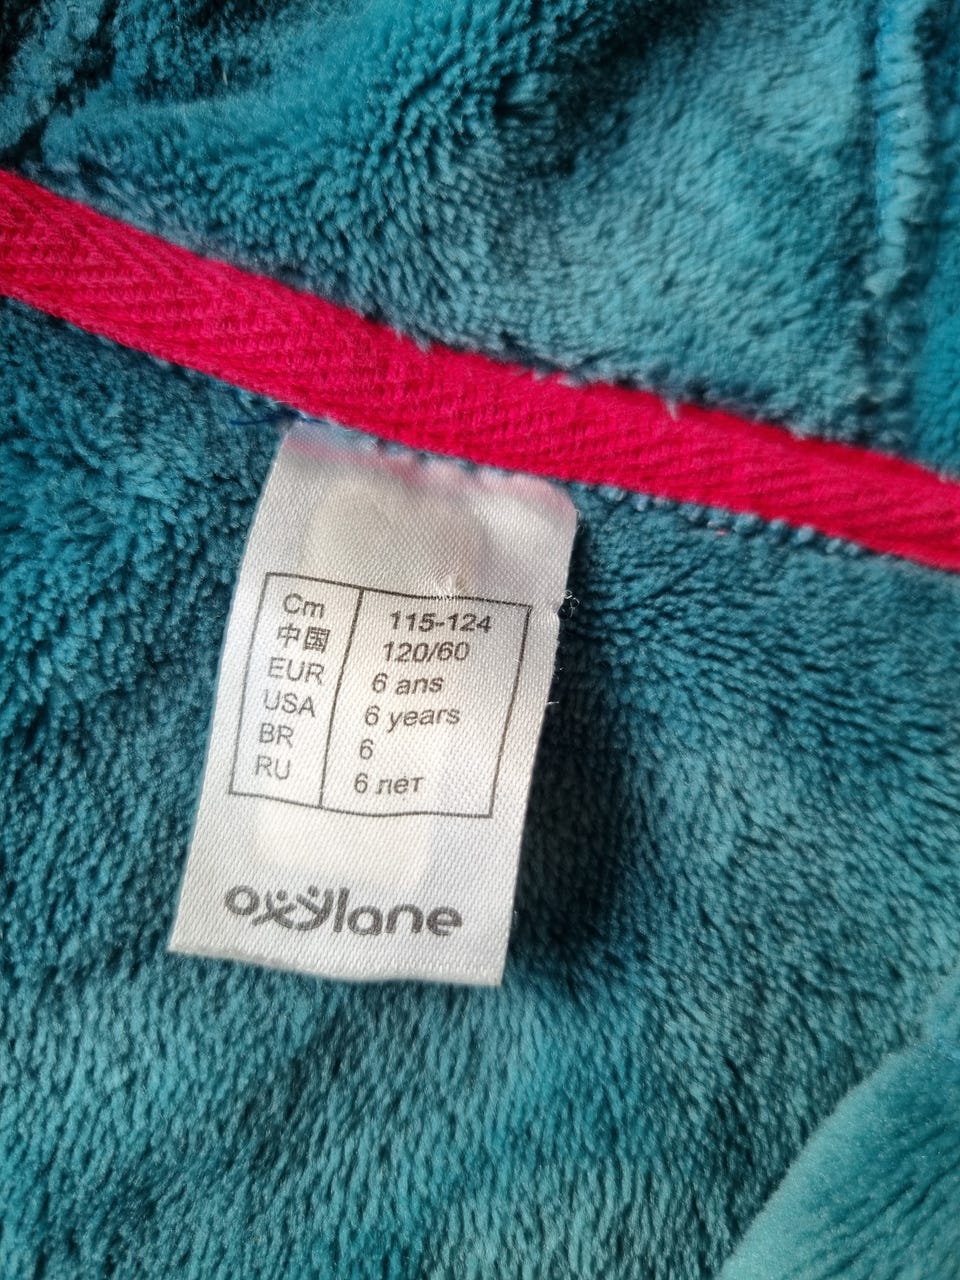 Cm 115-124
中国 120/60
EUR 6 ans
USA 6 years
BR 6
RU 6 лет
oxylane